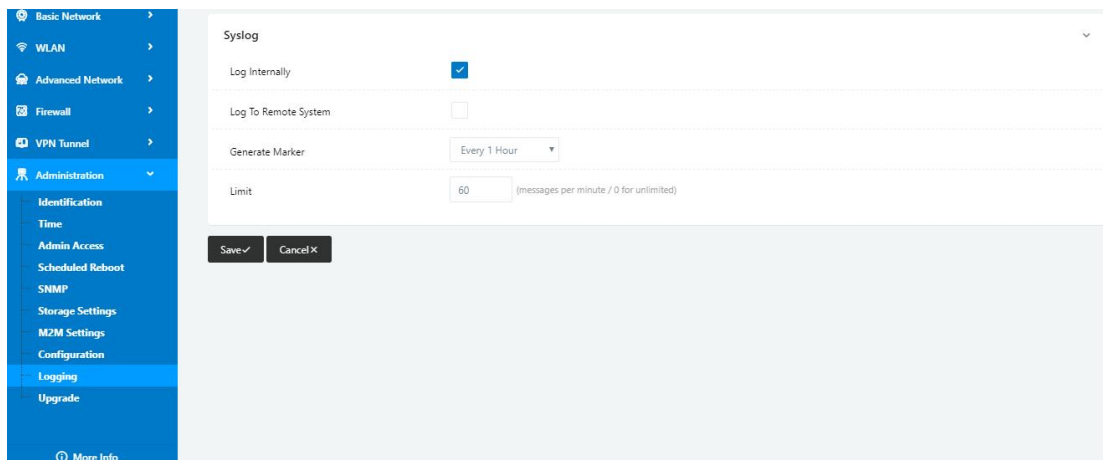 Basic Network
WLAN
Advanced Network
Firewall
VPN Tunnel
Administration
Identification
Time
Admin Access
Scheduled Reboot
SNMP
Storage Settings
M2M Settings
Configuration
Logging
Upgrade
More Info
Syslog
Log Internally
Log To Remote System
Generate Marker Every 1 Hour
Limit 60 (messages per minute / 0 for unlimited)
Save Cancel